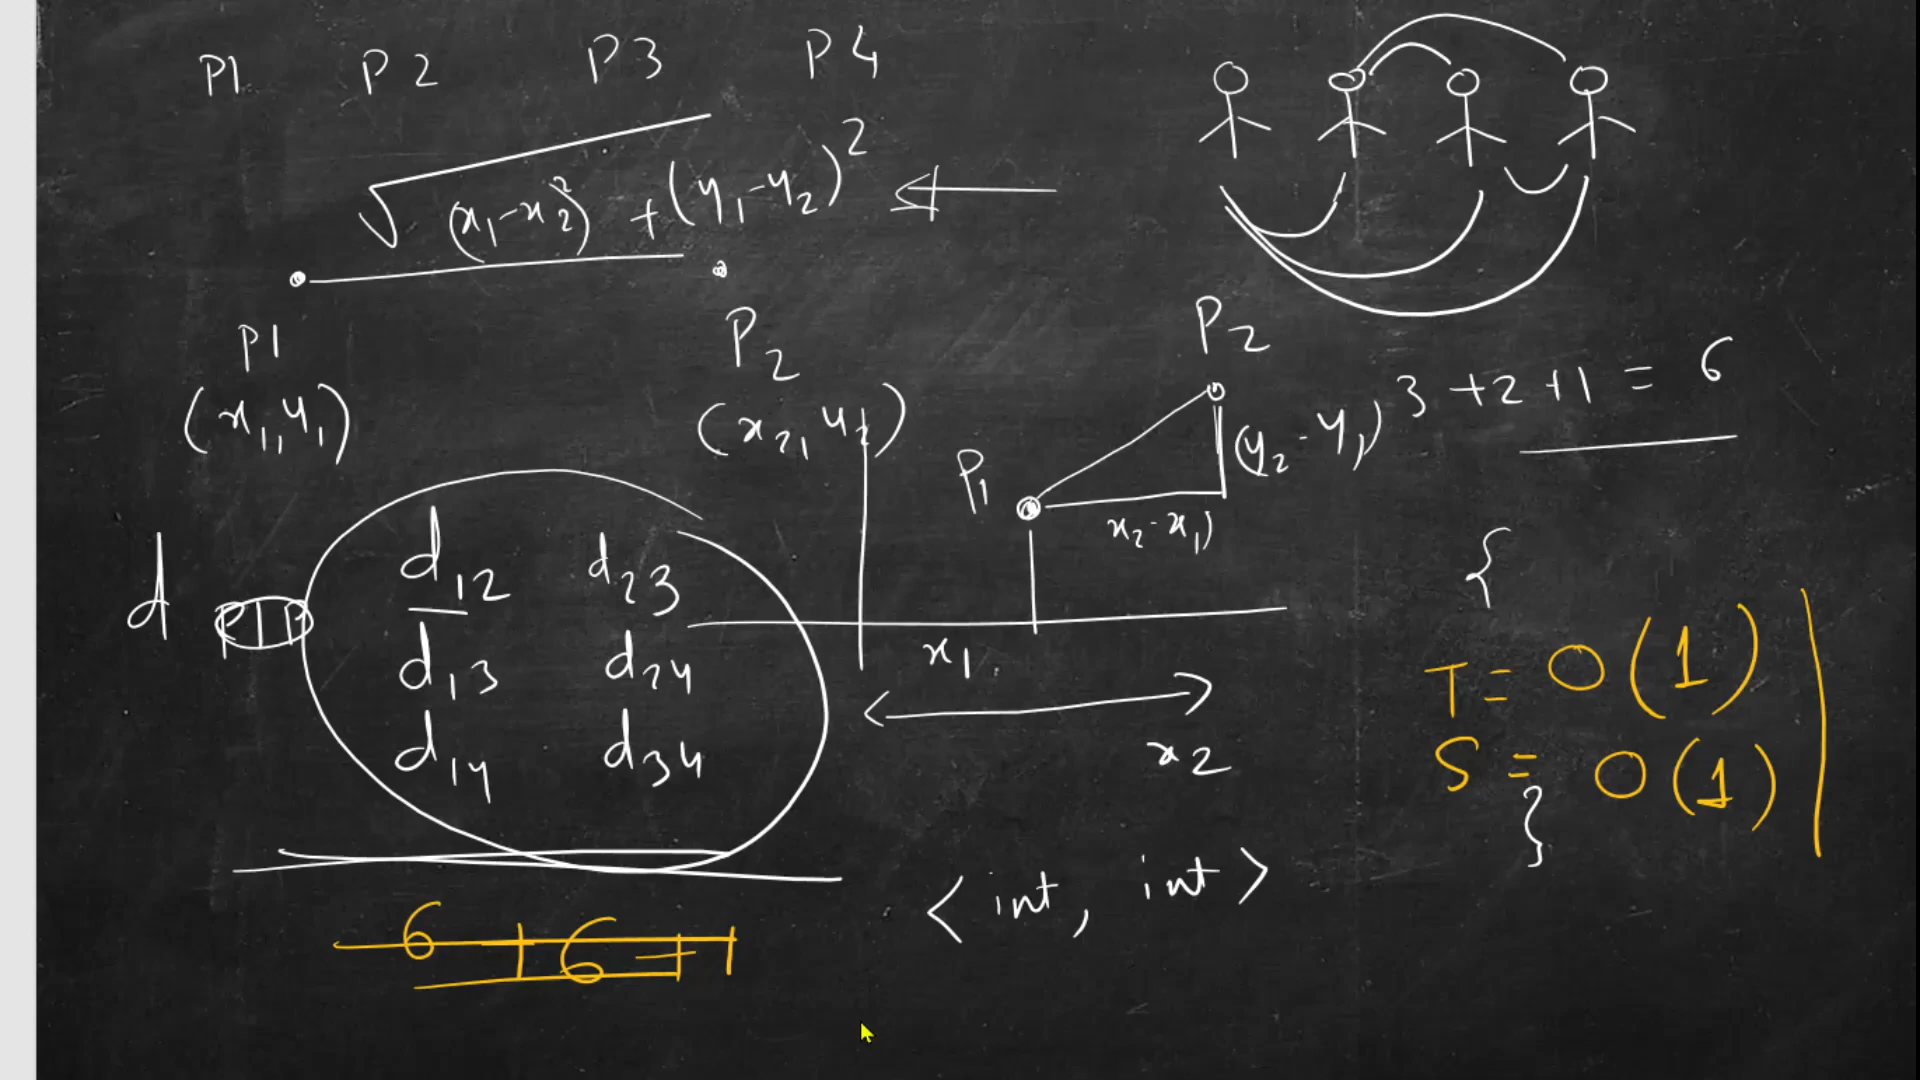 P1 P2 P3 P4
√(x₁-x₂)² + (y₁-y₂)²
P1 P₂
(x₁,y₁) (x₂,y₂)
P₂
3+2+1 = 6
(y₂-y₁)
P₁
x₂-x₁)
d
d₁₂ d₂₃
d₁₃ d₂₄
d₁₄ d₃₄
x₁
x2
{
T = O(1)
S = O(1)
}
<int, int>
6
6